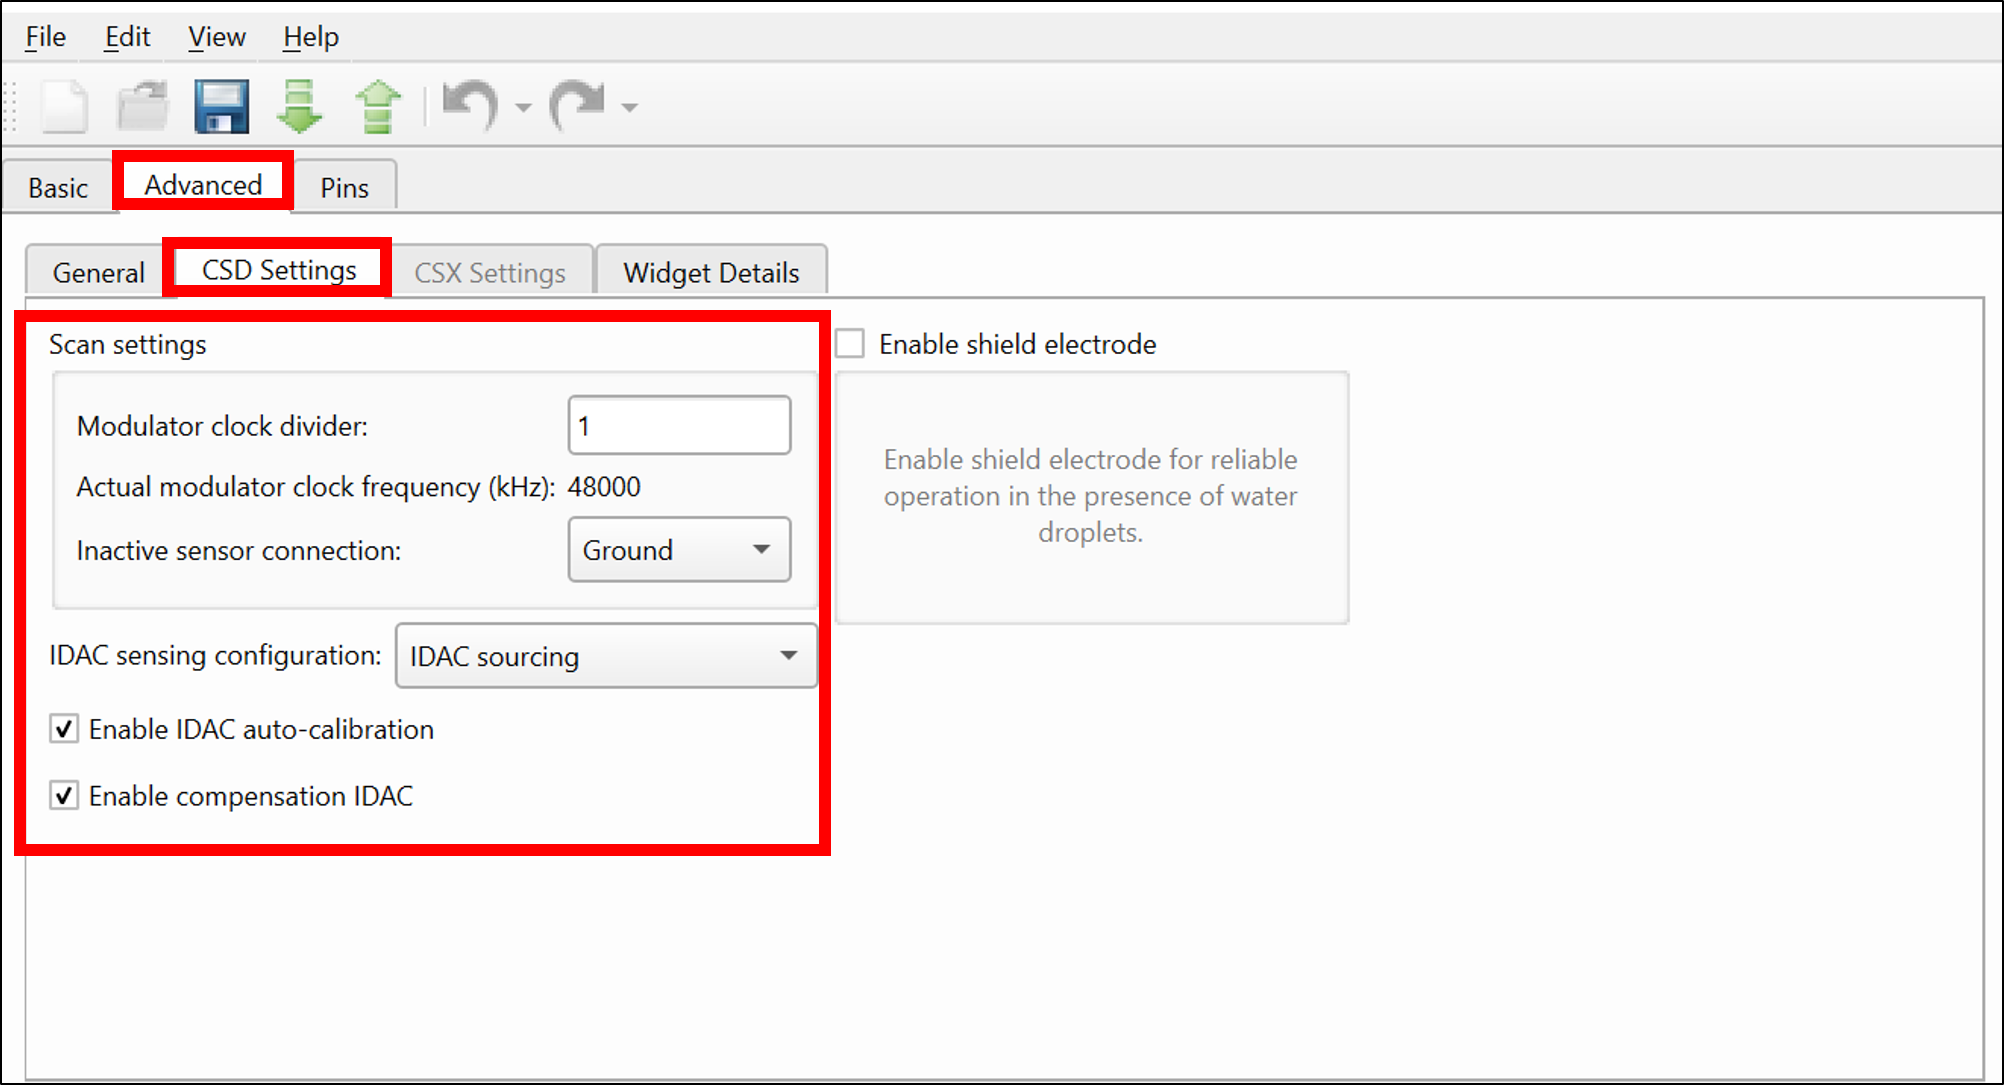 File Edit View Help
Basic Advanced Pins
General CSD Settings CSX Settings Widget Details
Scan settings
Modulator clock divider: 1
Actual modulator clock frequency (kHz): 48000
Inactive sensor connection: Ground
IDAC sensing configuration: IDAC sourcing
Enable IDAC auto-calibration
Enable compensation IDAC
Enable shield electrode
Enable shield electrode for reliable
operation in the presence of water
droplets.